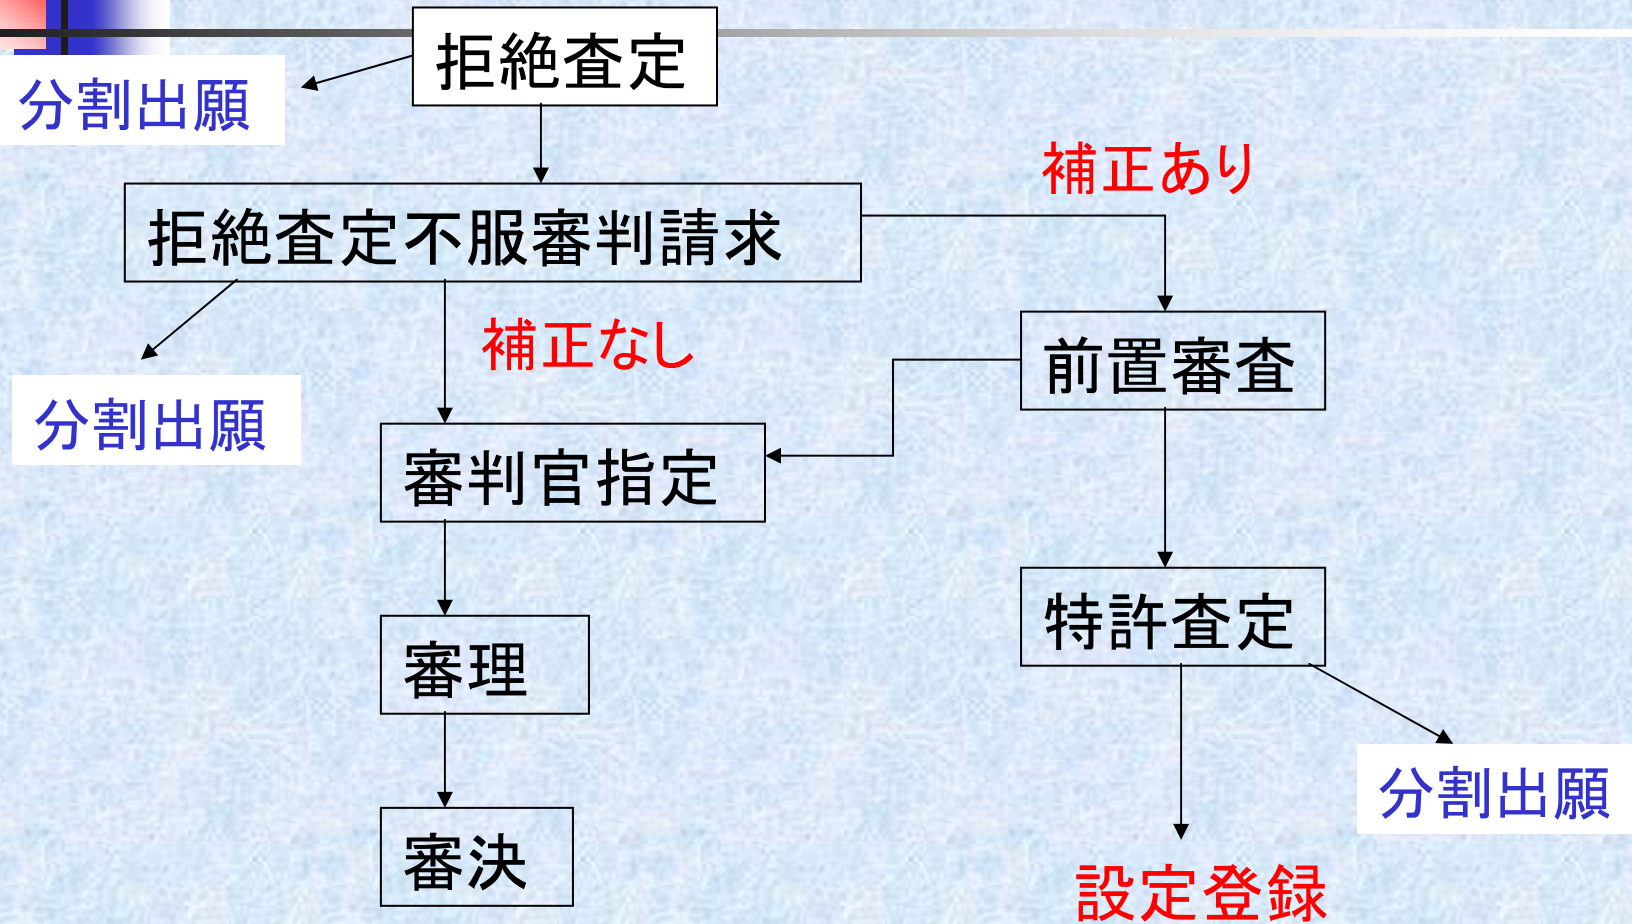 拒絶査定
分割出願
補正あり
拒絶査定不服審判請求
補正なし
前置審査
分割出願
審判官指定
特許査定
審理
分割出願
審決
設定登録